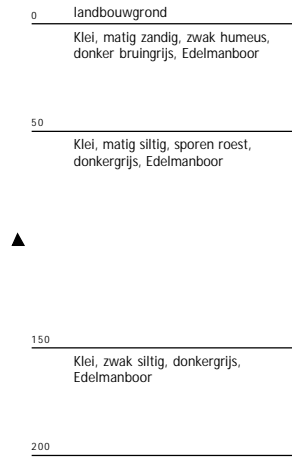 0 landbouwgrond
Klei, matig zandig, zwak humeus,
donker bruingrijs, Edelmanboor
50
Klei, matig siltig, sporen roest,
donkergrijs, Edelmanboor
150
Klei, zwak siltig, donkergrijs,
Edelmanboor
200